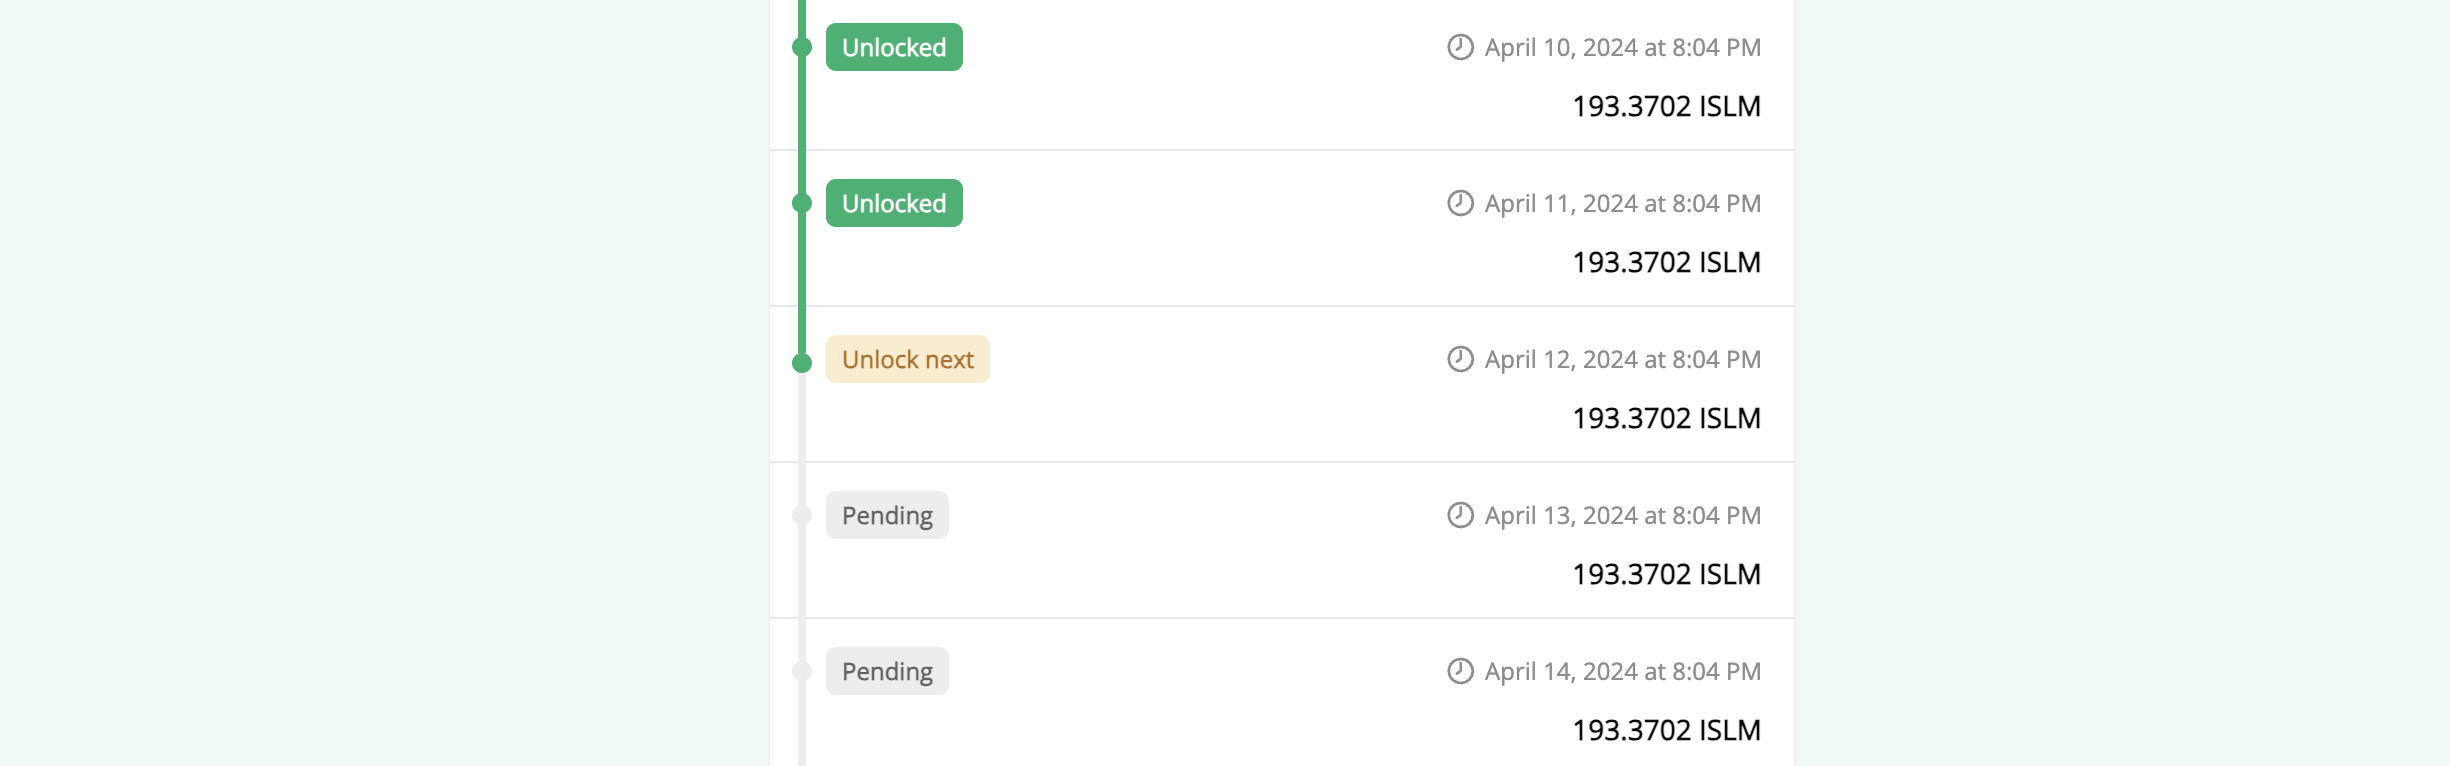 Unlocked April 10, 2024 at 8:04 PM
193.3702 ISLM
Unlocked April 11, 2024 at 8:04 PM
193.3702 ISLM
Unlock next April 12, 2024 at 8:04 PM
193.3702 ISLM
Pending April 13, 2024 at 8:04 PM
193.3702 ISLM
Pending April 14, 2024 at 8:04 PM
193.3702 ISLM